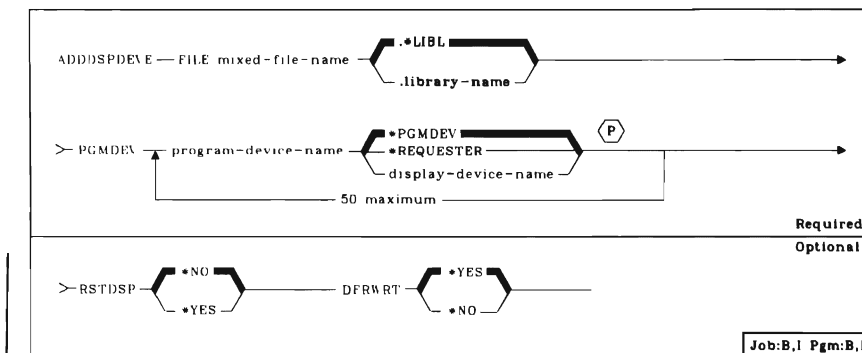 .*LIBL
ADDDSPDEVE FILE mixed-file-name
.library-name
*PGMDEV P
PGMDEV program-device-name *REQUESTER
display-device-name
50 maximum
Required
Optional
*NO *YES
RSTDSP DFRWRT
*YES *NO
Job:B,I Pgm:B,